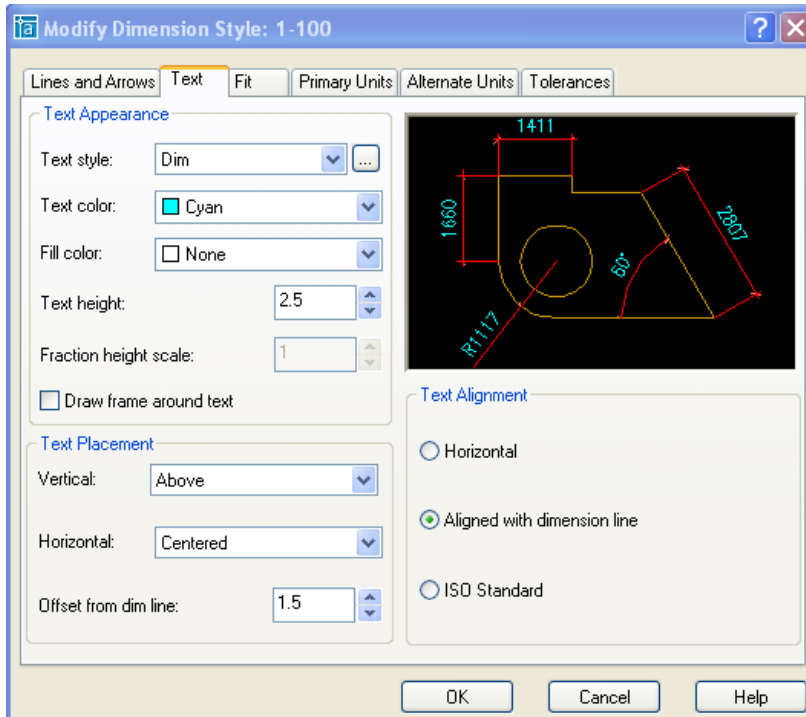 Modify Dimension Style: 1-100
Lines and Arrows Text Fit Primary Units Alternate Units Tolerances
Text Appearance
Text style: Dim ...
Text color: Cyan
Fill color: None
Text height: 2.5
Fraction height scale: 1
Draw frame around text
Text Placement
Vertical: Above
Horizontal: Centered
Offset from dim line: 1.5
1411
1660
2807
60°
R1117
Text Alignment
Horizontal
Aligned with dimension line
ISO Standard
OK Cancel Help